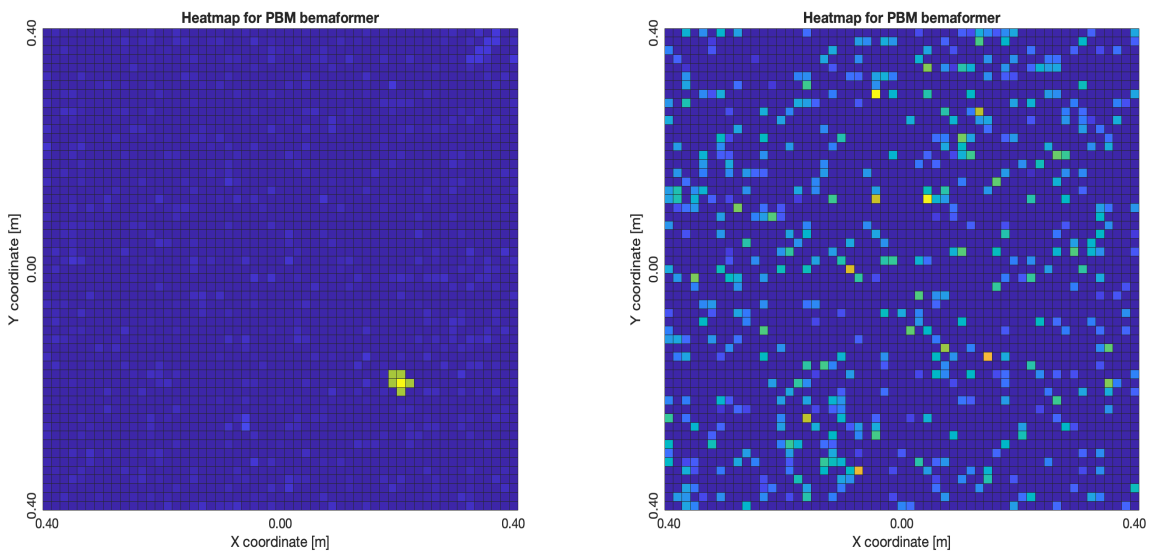 Heatmap for PBM bemaformer
0.40
Y coordinate [m]
0.00
0.40
0.40 0.00 0.40
X coordinate [m]
Heatmap for PBM bemaformer
0.40
Y coordinate [m]
0.00
0.40
0.40 0.00 0.40
X coordinate [m]